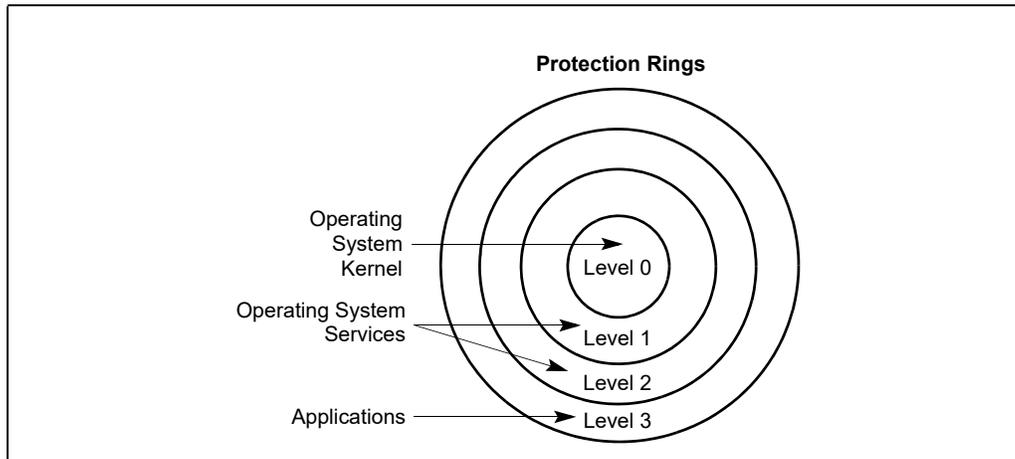 Protection Rings
Operating
System
Kernel
Level 0
Operating System
Services
Level 1
Level 2
Applications
Level 3